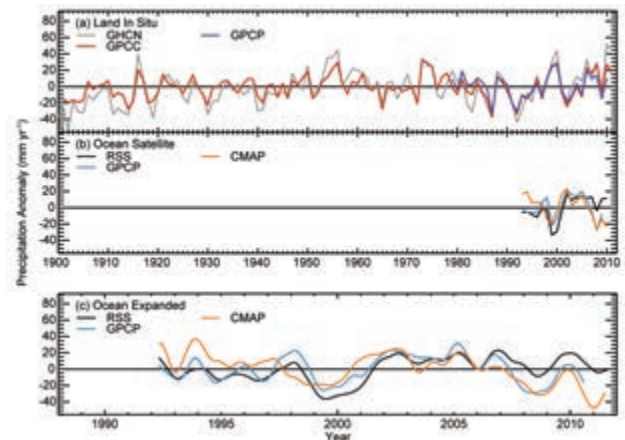 Precipitation Anomaly (mm yr⁻¹)
80
60
40
20
0
-20
-40
(a) Land In Situ
GHCN
GPCC
GPCP
80
60
40
20
0
-20
-40
(b) Ocean Satellite
RSS
GPCP
CMAP
1900 1910 1920 1930 1940 1950 1960 1970 1980 1990 2000 2010
80
60
40
20
0
-20
-40
(c) Ocean Expanded
RSS
GPCP
CMAP
1990 1995 2000 2005 2010
Year